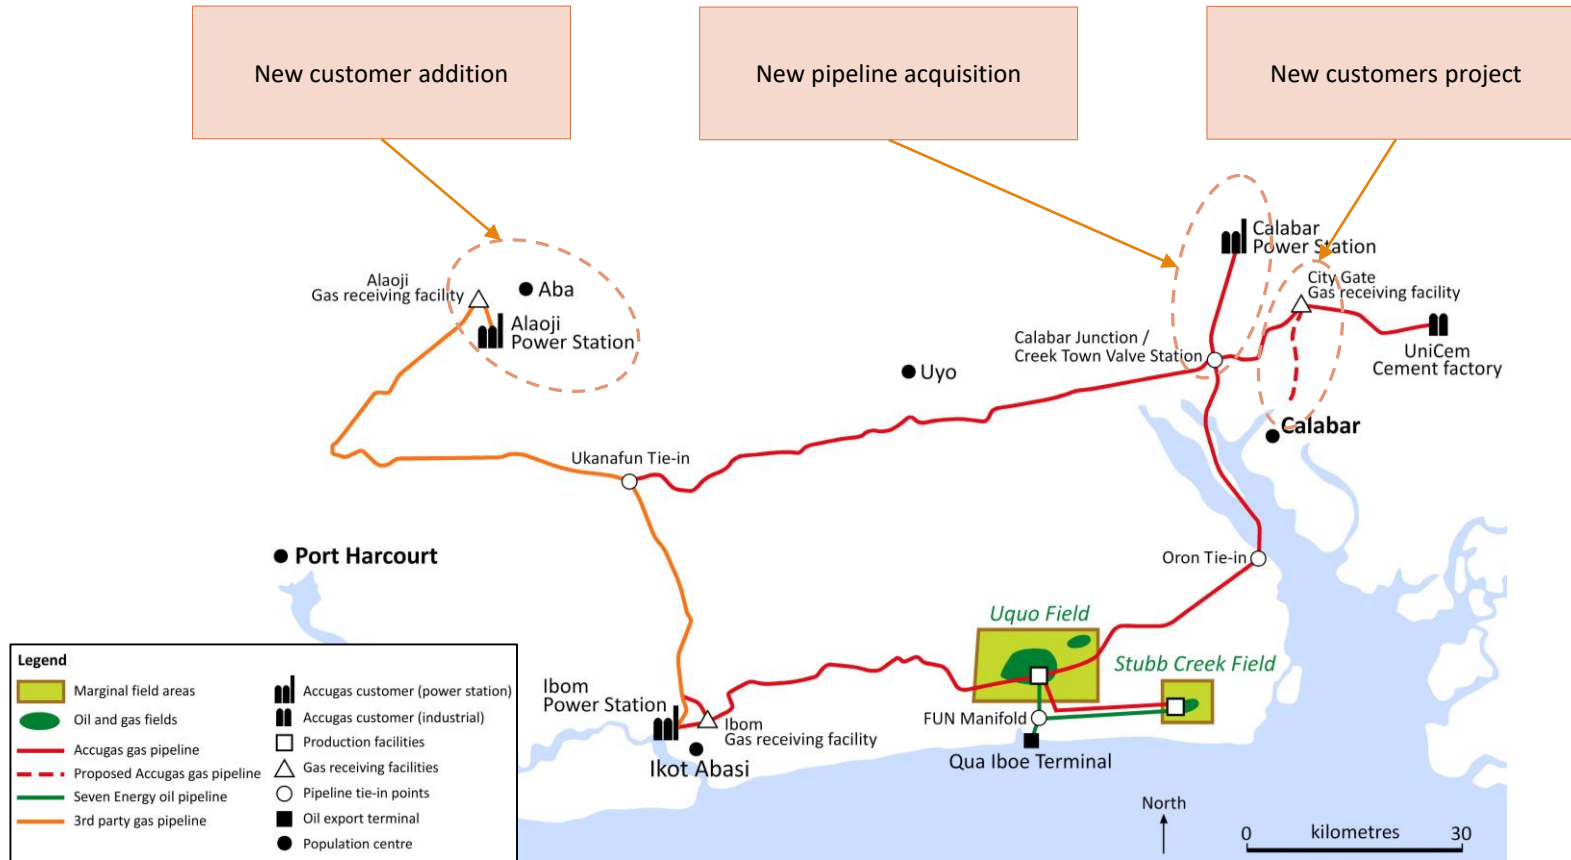 New customer addition
New pipeline acquisition
New customers project
Calabar
Power Station
City Gate
Gas receiving facility
Alaoji
Gas receiving facility
Aba
Alaoji
Power Station
Calabar Junction /
Creek Town Valve Station
UniCem
Cement factory
Uyo
Calabar
Ukanafun Tie-in
Port Harcourt
Oron Tie-in
Uquo Field
Stubb Creek Field
Ibom
Power Station
Ibom
Gas receiving facility
FUN Manifold
Ikot Abasi
Qua Iboe Terminal
North
0 kilometres 30
Legend
Marginal field areas
Oil and gas fields
Accugas gas pipeline
Proposed Accugas gas pipeline
Seven Energy oil pipeline
3rd party gas pipeline
Accugas customer (power station)
Accugas customer (industrial)
Production facilities
Gas receiving facilities
Pipeline tie-in points
Oil export terminal
Population centre